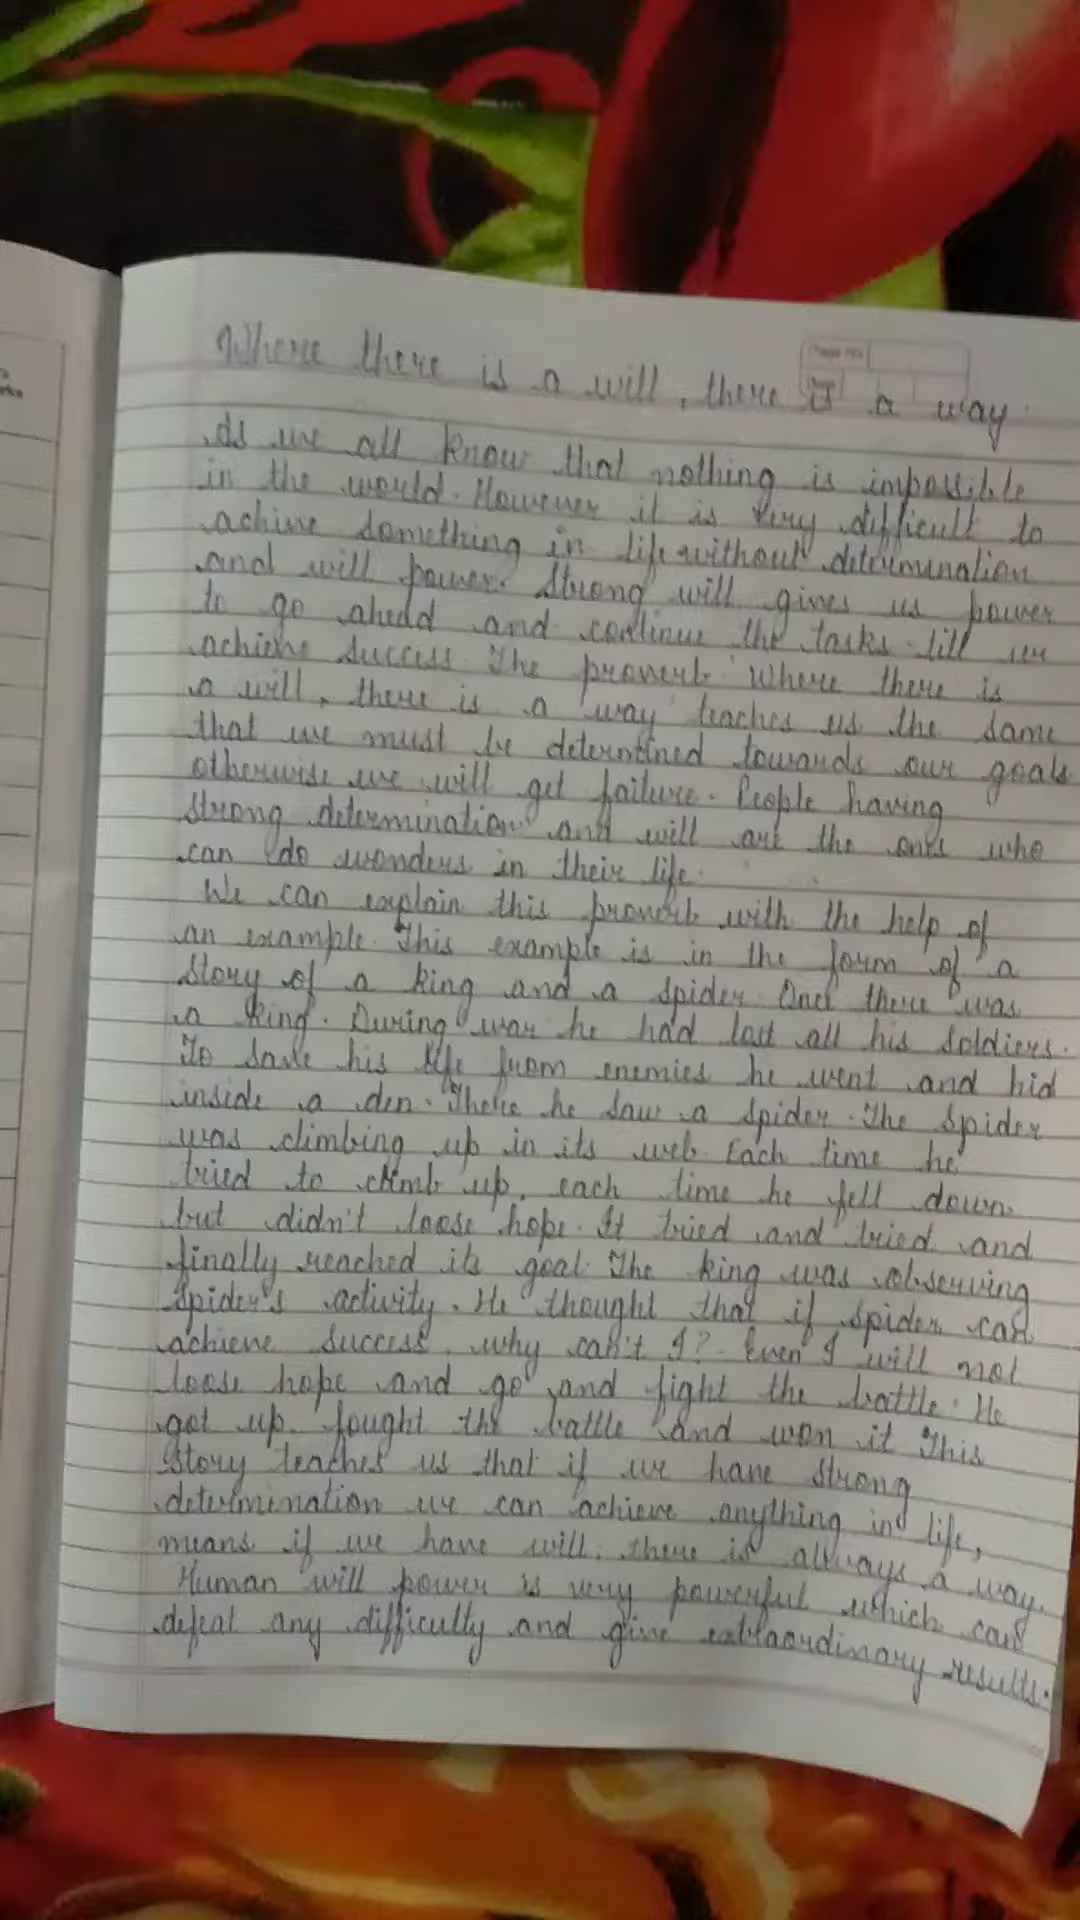 Where there is a will, there is a way
As we all know that nothing is impossible
in the world. However it is very difficult to
achive something in life without determination
and will power. Strong will gives us power
to go ahead and continue the tasks till we
achieve success. The proverb 'Where there is
a will, there is a way' teaches us the same
that we must be determined towards our goals
otherwise we will get failure. People having
strong determination and will are the ones who
can do wonders in their life.
We can explain this proverb with the help of
an example. This example is in the form of a
story of a king and a spider. Once there was
a king. During war he had lost all his soldiers.
To save his life from enemies he went and hid
inside a den. There he saw a spider. The spider
was climbing up in its web. Each time he
tried to climb up, each time he fell down
but didn't loose hope. It tried and tried and
finally reached its goal. The king was observing
spider's activity. He thought that if spider can
achieve success, why can't I? Even I will not
loose hope and go and fight the battle. He
got up, fought the battle and won it. This
story teaches us that if we have strong
determination we can achieve anything in life,
means if we have will, there is always a way.
Human will power is very powerful which can
defeat any difficulty and give extraordinary results.